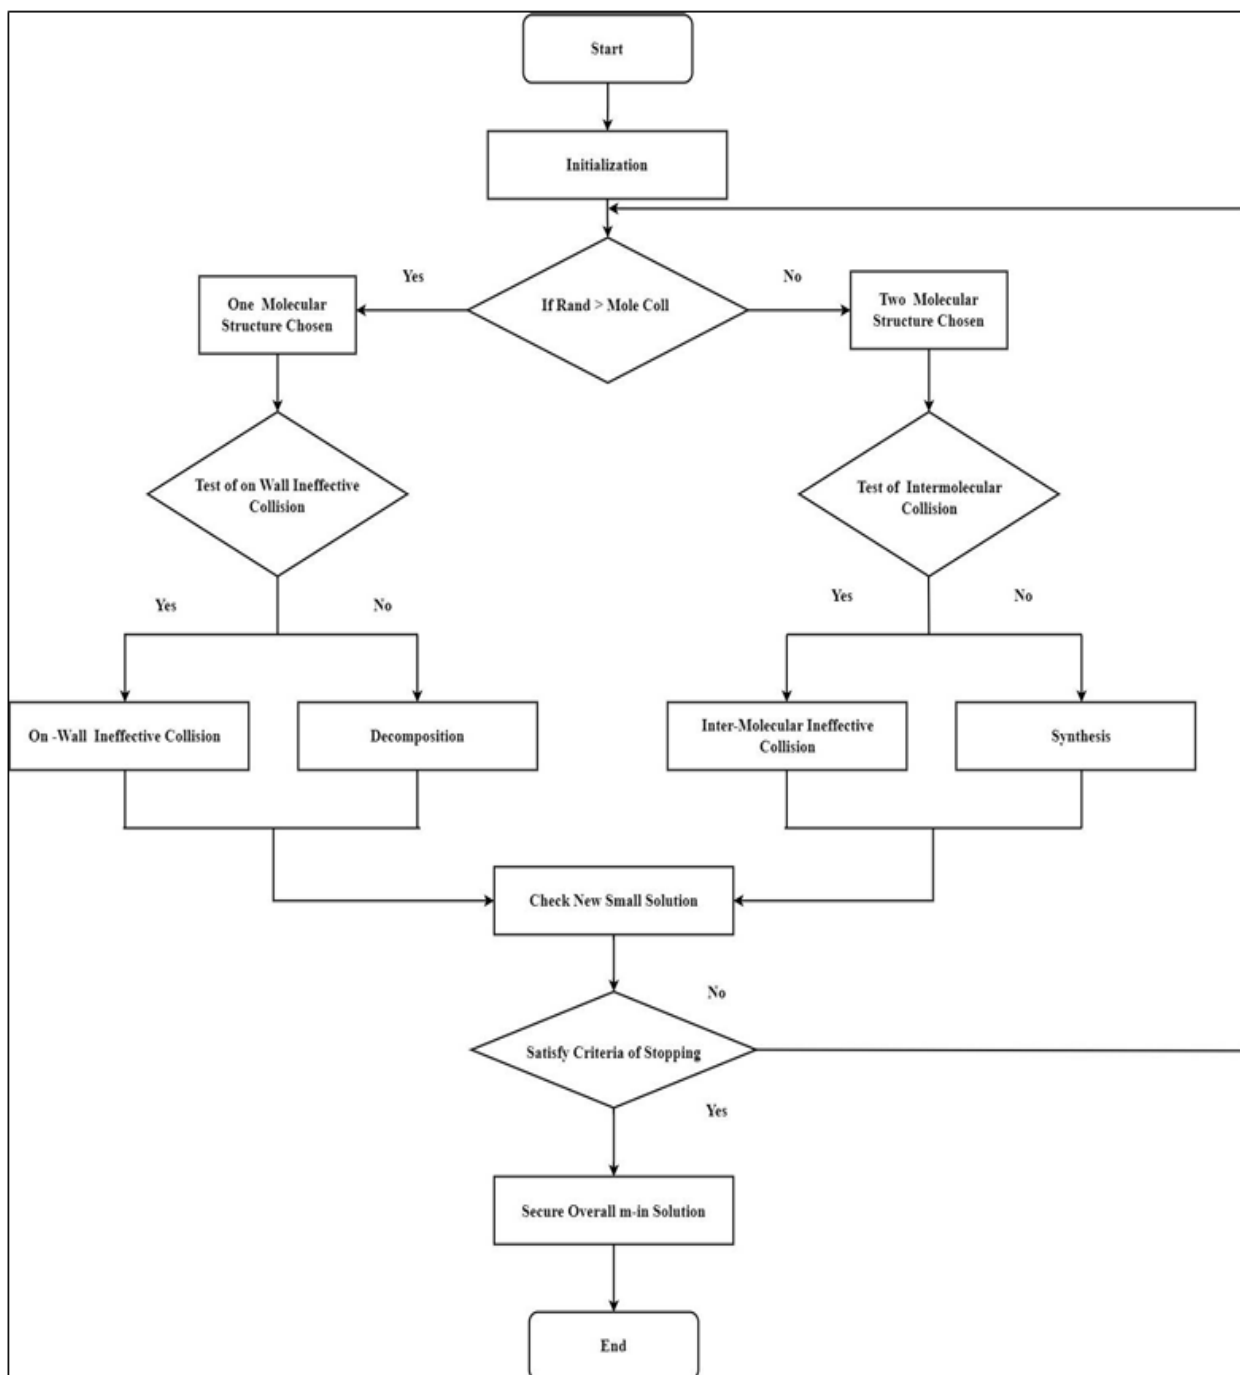 Start
Initialization
Yes
No
If Rand > Mole Coll
One Molecular
Structure Chosen
Two Molecular
Structure Chosen
Test of on Wall Ineffective
Collision
Test of Intermolecular
Collision
Yes
No
Yes
No
On -Wall Ineffective Collision
Decomposition
Inter-Molecular Ineffective
Collision
Synthesis
Check New Small Solution
No
Satisfy Criteria of Stopping
Yes
Secure Overall m-in Solution
End